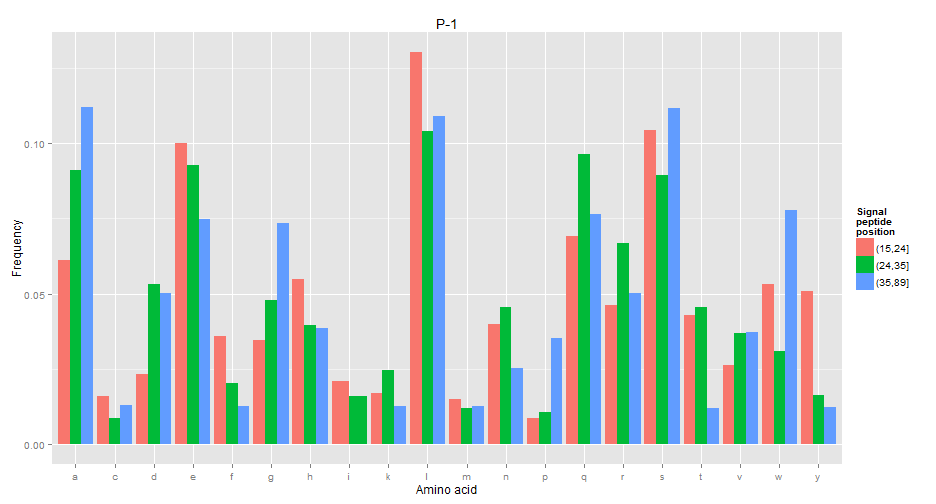 P-1
Frequency
0.10
0.05
0.00
a c d e f g h i k l m n p q r s t v w y
Amino acid
Signal
peptide
position
(15,24]
(24,35]
(35,89]